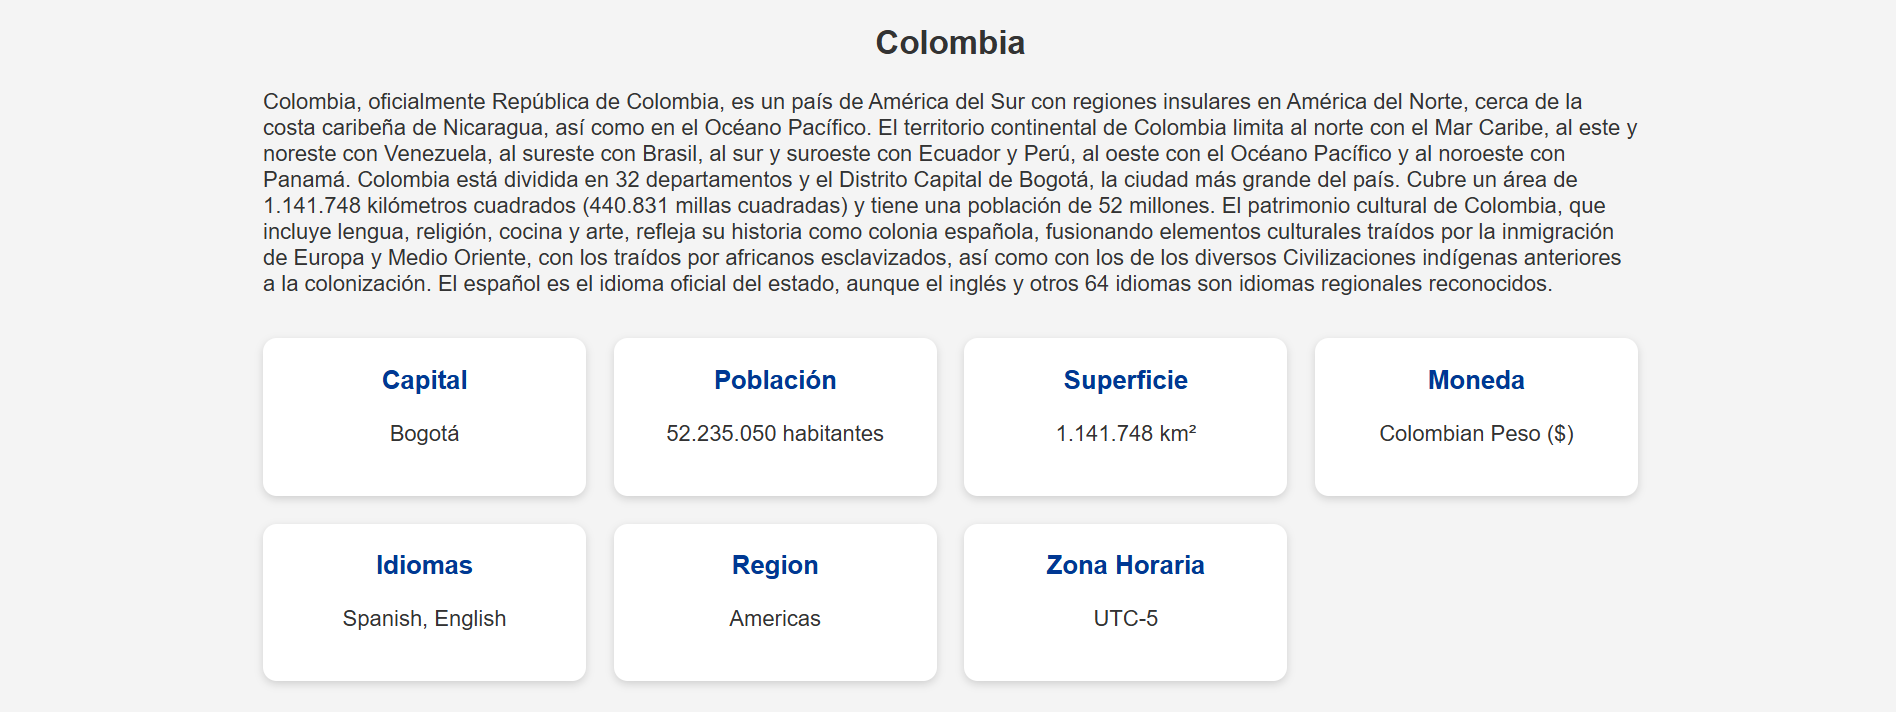 Colombia
Colombia, oficialmente República de Colombia, es un país de América del Sur con regiones insulares en América del Norte, cerca de la
costa caribeña de Nicaragua, así como en el Océano Pacífico. El territorio continental de Colombia limita al norte con el Mar Caribe, al este y
noreste con Venezuela, al sureste con Brasil, al sur y suroeste con Ecuador y Perú, al oeste con el Océano Pacífico y al noroeste con
Panamá. Colombia está dividida en 32 departamentos y el Distrito Capital de Bogotá, la ciudad más grande del país. Cubre un área de
1.141.748 kilómetros cuadrados (440.831 millas cuadradas) y tiene una población de 52 millones. El patrimonio cultural de Colombia, que
incluye lengua, religión, cocina y arte, refleja su historia como colonia española, fusionando elementos culturales traídos por la inmigración
de Europa y Medio Oriente, con los traídos por africanos esclavizados, así como con los de los diversos Civilizaciones indígenas anteriores
a la colonización. El español es el idioma oficial del estado, aunque el inglés y otros 64 idiomas son idiomas regionales reconocidos.
Capital
Bogotá
Población
52.235.050 habitantes
Superficie
1.141.748 km²
Moneda
Colombian Peso ($)
Idiomas
Spanish, English
Region
Americas
Zona Horaria
UTC-5